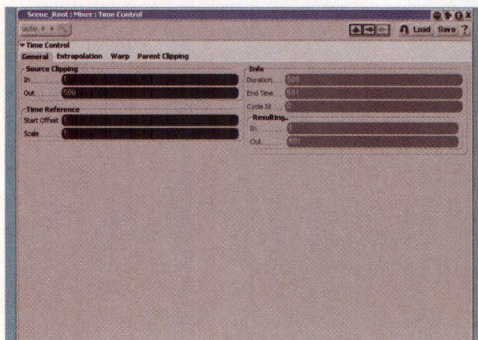 Scene_Root : Mixer : Time Control
auto
Load Save ?
Time Control
General Extrapolation Warp Parent Clipping
Source Clipping
In
Out
Time Reference
Start Offset
Scale
Info
Duration
End Time
Cycle Id
Resulting..
In
Out